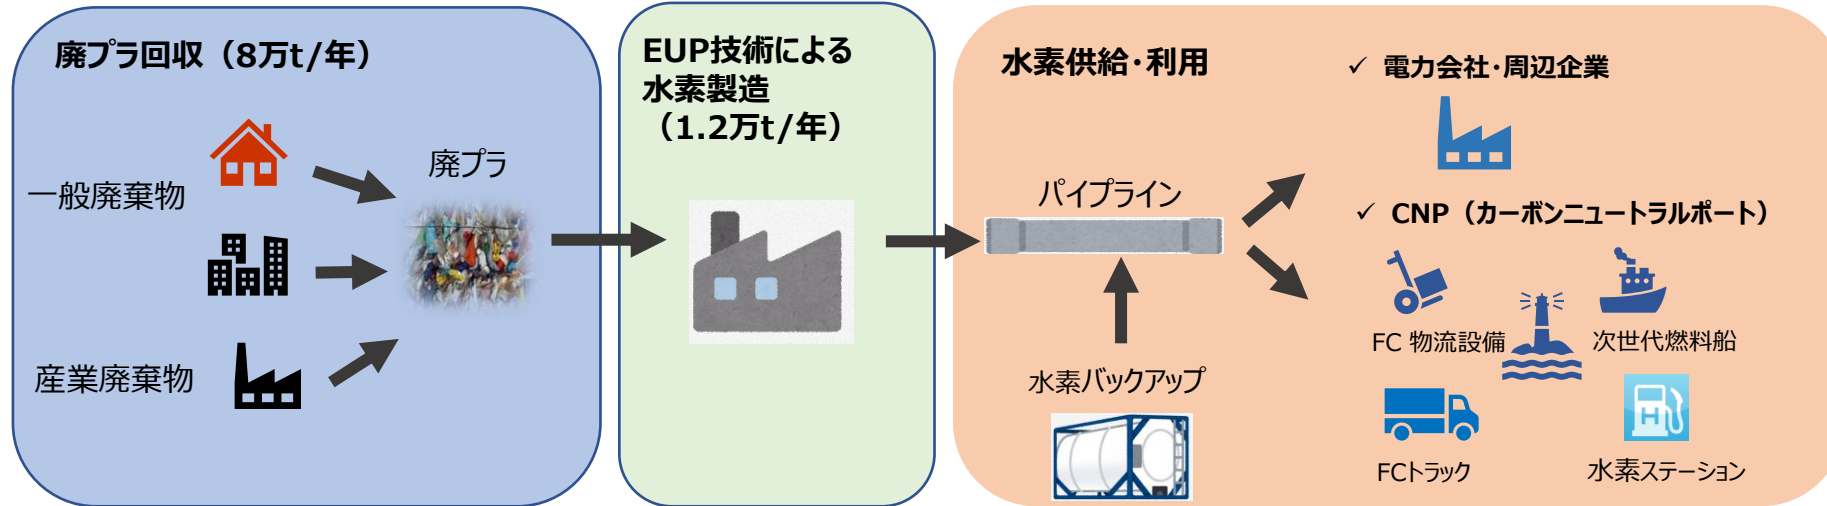 廃プラ回収（8万t/年）
一般廃棄物
産業廃棄物
廃プラ
EUP技術による
水素製造
（1.2万t/年）
水素供給・利用
パイプライン
水素バックアップ
✓ 電力会社・周辺企業
✓ CNP（カーボンニュートラルポート）
FC 物流設備
次世代燃料船
FCトラック
H
水素ステーション